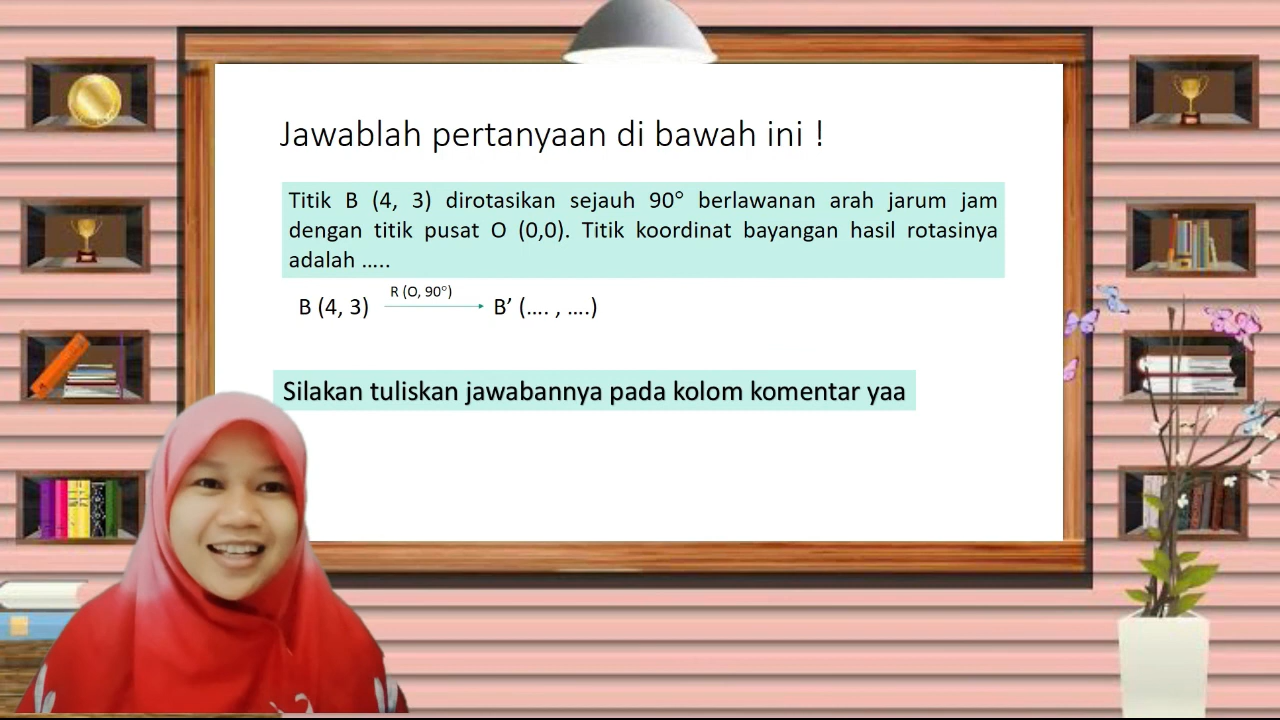 Jawablah pertanyaan di bawah ini !
Titik B (4, 3) dirotasikan sejauh 90° berlawanan arah jarum jam
dengan titik pusat O (0,0). Titik koordinat bayangan hasil rotasinya
adalah .....
R (O, 90°)
B (4, 3) B’ (.... , ....)
Silakan tuliskan jawabannya pada kolom komentar yaa